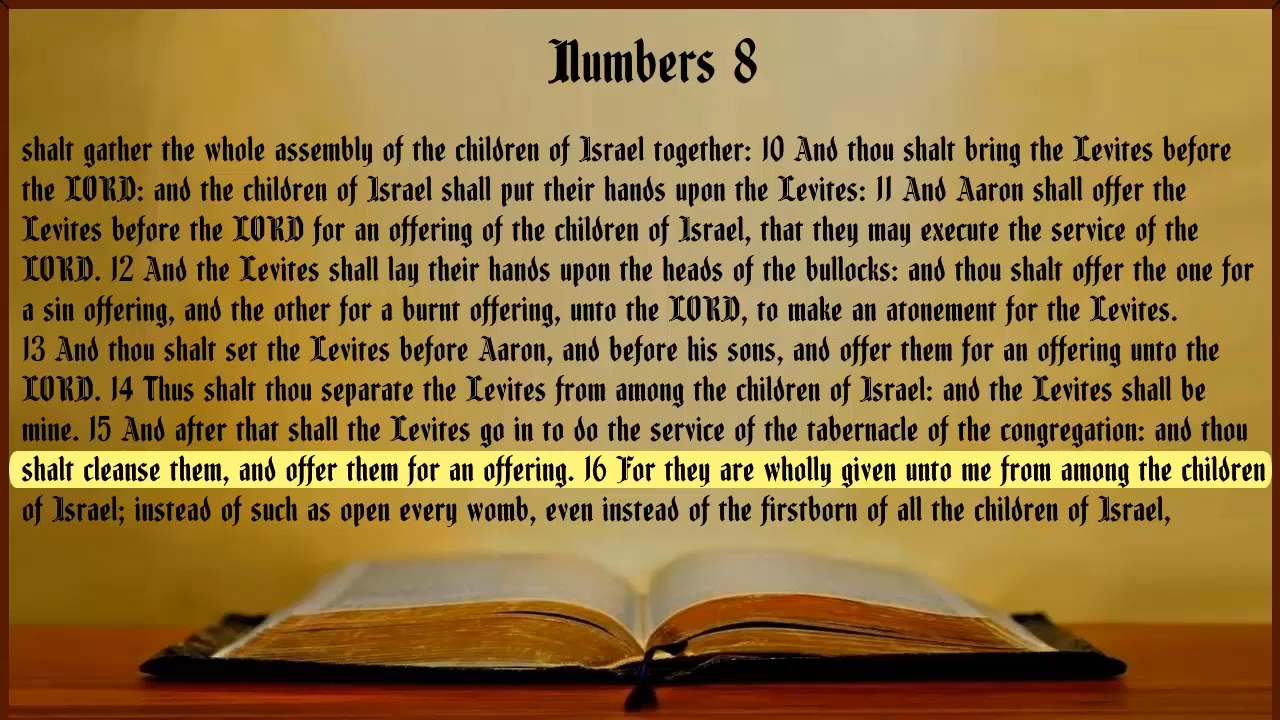 Numbers 8
shalt gather the whole assembly of the children of Israel together: 10 And thou shalt bring the Levites before
the LORD: and the children of Israel shall put their hands upon the Levites: 11 And Aaron shall offer the
Levites before the LORD for an offering of the children of Israel, that they may execute the service of the
LORD. 12 And the Levites shall lay their hands upon the heads of the bullocks: and thou shalt offer the one for
a sin offering, and the other for a burnt offering, unto the LORD, to make an atonement for the Levites.
13 And thou shalt set the Levites before Aaron, and before his sons, and offer them for an offering unto the
LORD. 14 Thus shalt thou separate the Levites from among the children of Israel: and the Levites shall be
mine. 15 And after that shall the Levites go in to do the service of the tabernacle of the congregation: and thou
shalt cleanse them, and offer them for an offering. 16 For they are wholly given unto me from among the children
of Israel; instead of such as open every womb, even instead of the firstborn of all the children of Israel,